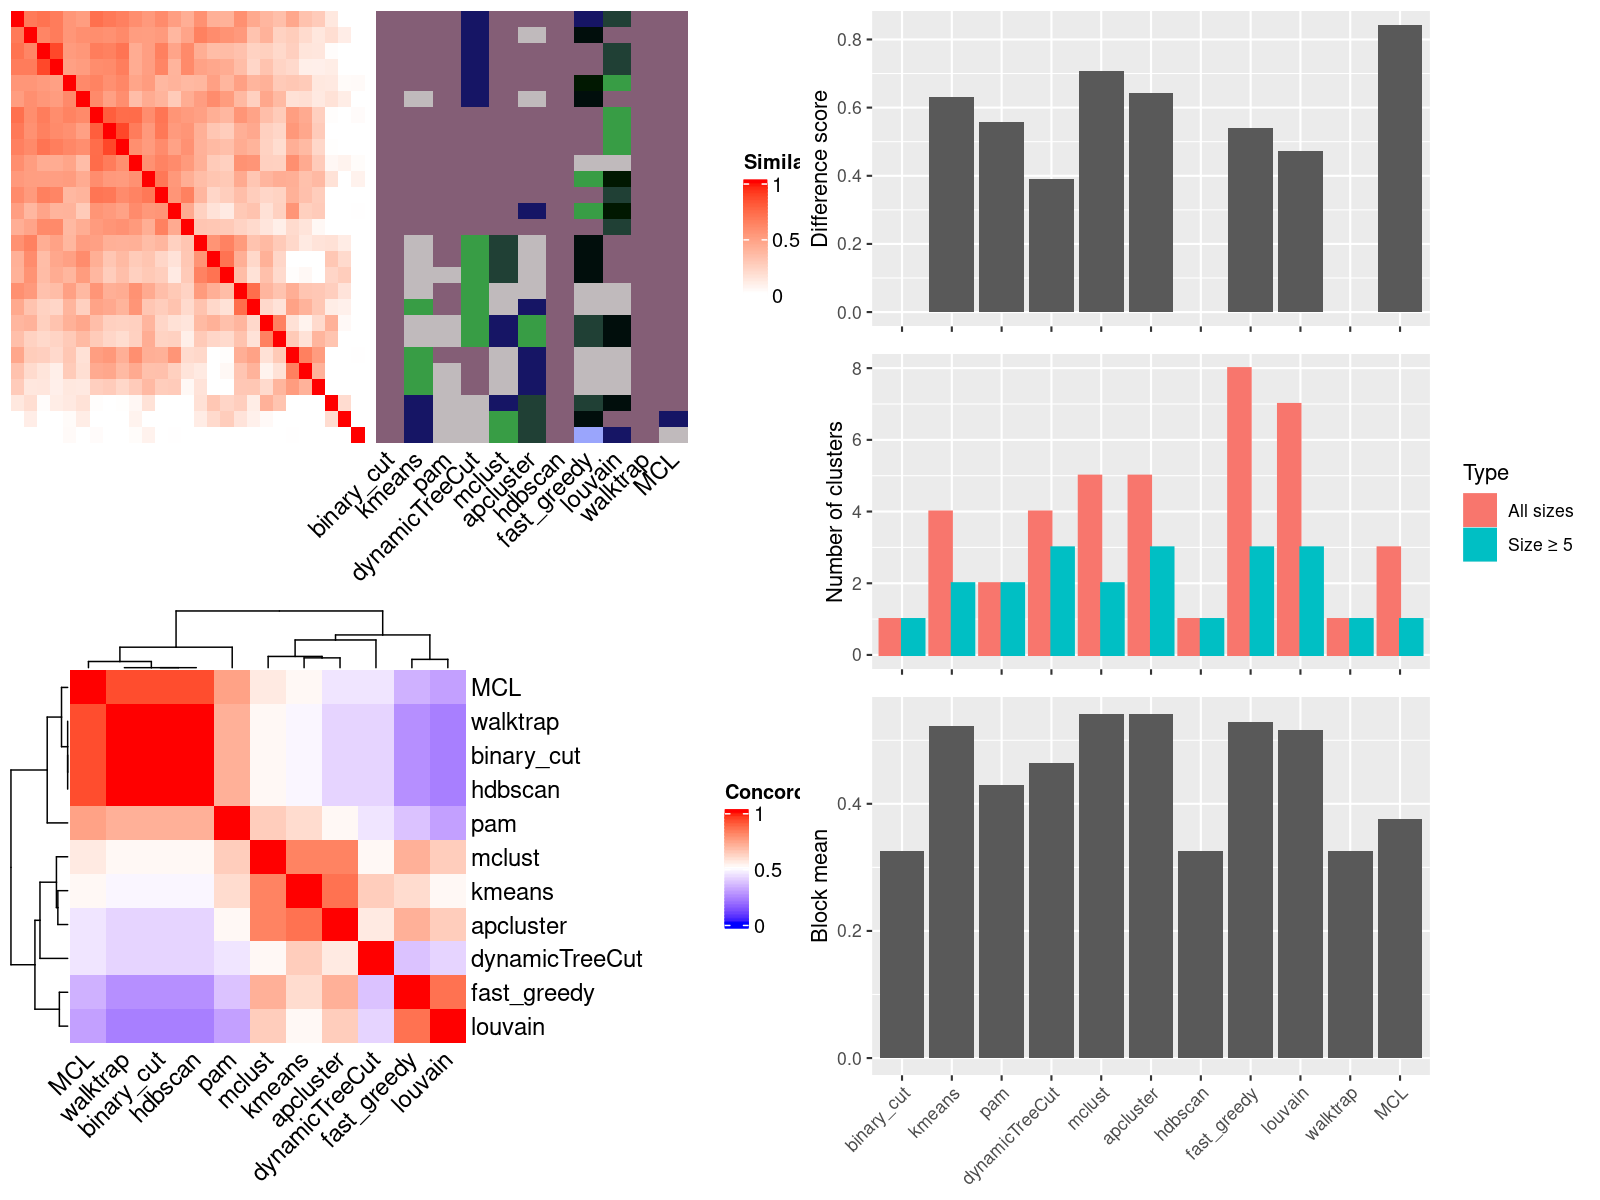 Simila
1
0.5
0
binary_cut
kmeans
pam
dynamicTreeCut
mclust
apcluster
hdbscan
fast_greedy
louvain
walktrap
MCL
MCL
walktrap
binary_cut
hdbscan
pam
mclust
kmeans
apcluster
dynamicTreeCut
fast_greedy
louvain
MCL
walktrap
binary_cut
hdbscan
pam
mclust
kmeans
apcluster
dynamicTreeCut
fast_greedy
louvain
Concord
1
0.5
0
Difference score
0.8
0.6
0.4
0.2
0.0
Number of clusters
8
6
4
2
0
Type
All sizes
Size ≥ 5
Block mean
0.4
0.2
0.0
binary_cut
kmeans
pam
dynamicTreeCut
mclust
apcluster
hdbscan
fast_greedy
louvain
walktrap
MCL